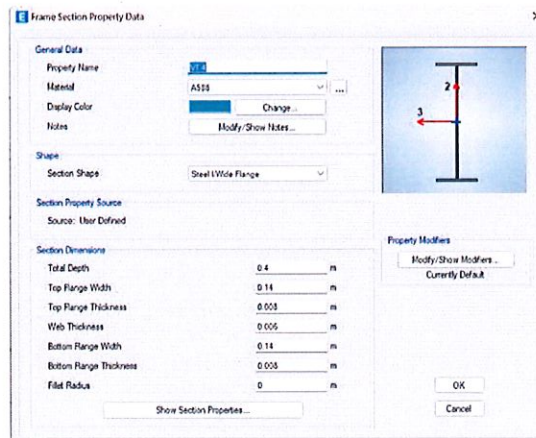 E Frame Section Property Data
General Data
Property Name
Material A588
Display Color Change...
Notes Modify/Show Notes...
Shape
Section Shape Steel I/Wide Flange
Section Property Source
Source: User Defined
Section Dimensions
Total Depth 0.4 m
Top Flange Width 0.14 m
Top Flange Thickness 0.008 m
Web Thickness 0.006 m
Bottom Flange Width 0.14 m
Bottom Flange Thickness 0.008 m
Fillet Radius 0 m
Show Section Properties...
2
3
Property Modifiers
Modify/Show Modifiers...
Currently Default
OK
Cancel